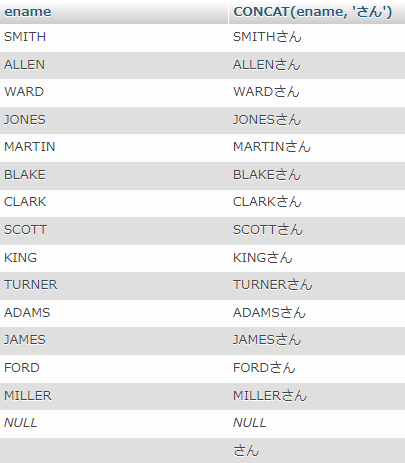 ename CONCAT(ename, 'さん')
SMITH SMITHさん
ALLEN ALLENさん
WARD WARDさん
JONES JONESさん
MARTIN MARTINさん
BLAKE BLAKEさん
CLARK CLARKさん
SCOTT SCOTTさん
KING KINGさん
TURNER TURNERさん
ADAMS ADAMSさん
JAMES JAMESさん
FORD FORDさん
MILLER MILLERさん
NULL NULL
さん